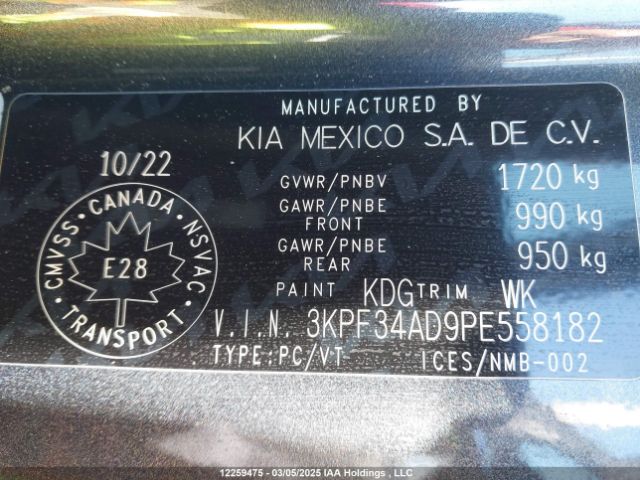 MANUFACTURED BY
KIA MEXICO S.A. DE C.V.
10/22
GVWR/PNBV 1720 kg
GAWR/PNBE FRONT 990 kg
GAWR/PNBE REAR 950 kg
PAINT KDG TRIM WK
CMVSS · CANADA · NSVAC
E28
TRANSPORT
V.I.N. 3KPF34AD9PE558182
TYPE:PC/VT ICES/NMB-002
12259475 - 03/05/2025 IAA Holdings , LLC